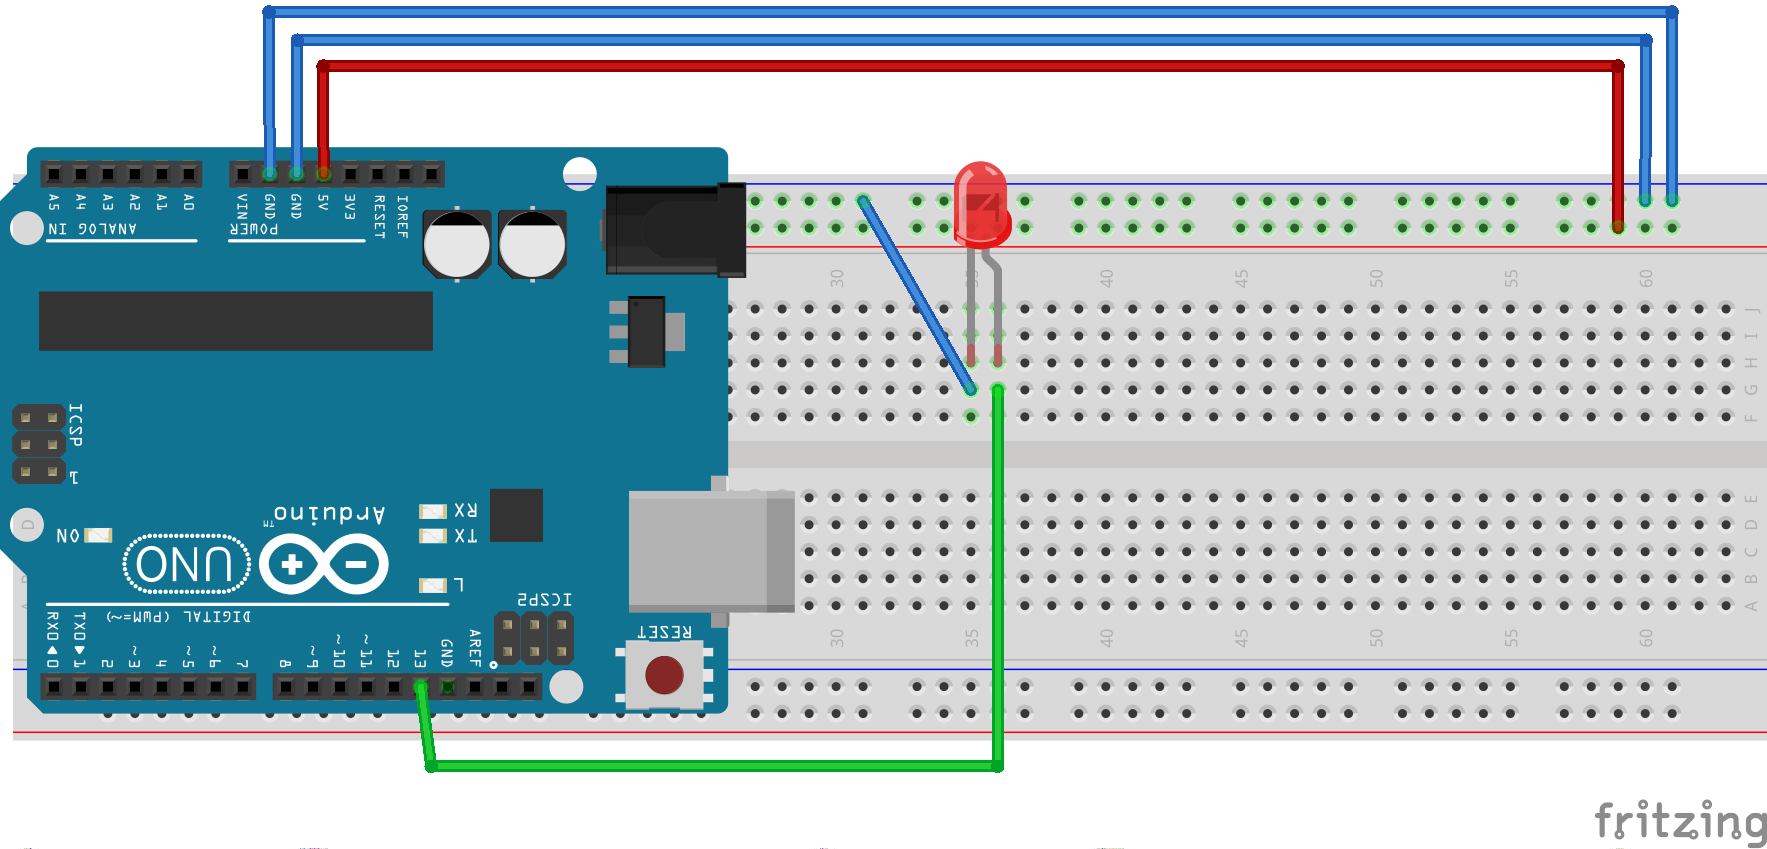 A5 A4 A3 A2 A1 A0
ANALOG IN
VIN GND GND 5V 3V3 RESET IOREF
POWER
30 35 40 45 50 55 60
J
I
H
G
F
ICSP
1
Arduino™
UNO
ON
RX
TX
L
ICSP2
RESET
DIGITAL (PWM=~)
RX0◀0 TX0▶1 2 ~3 4 ~5 ~6 7 8 ~9 ~10 ~11 12 13 GND AREF
E
D
C
B
A
D
30 35 40 45 50 55 60
fritzing